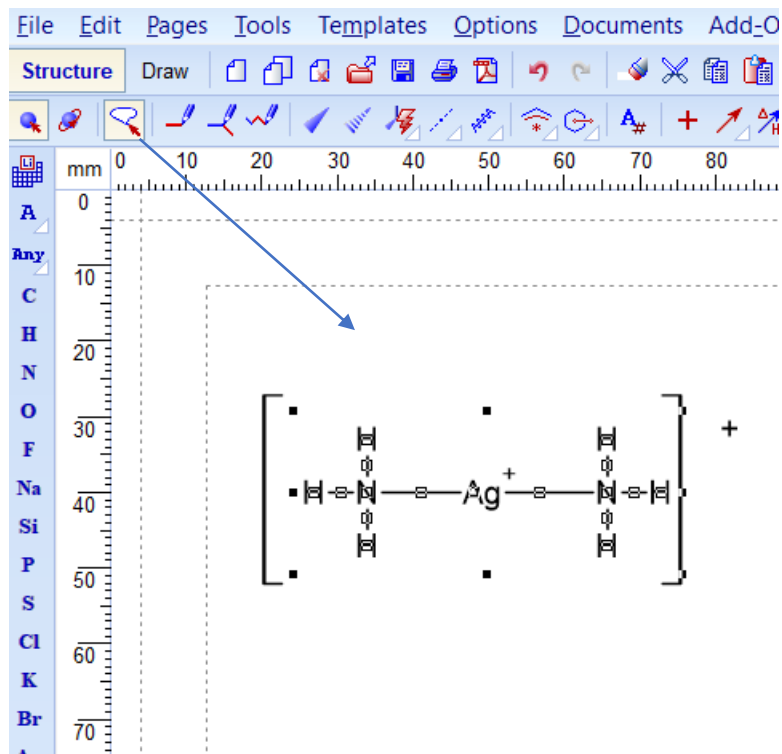 File Edit Pages Tools Templates Options Documents Add-O
Structure Draw
A#
+
Δ
H
Li
mm 0 10 20 30 40 50 60 70 80
A
Any
C
H
N
O
F
Na
Si
P
S
Cl
K
Br
0
10
20
30
40
50
60
70
+
H H
H N Ag + N H
H H